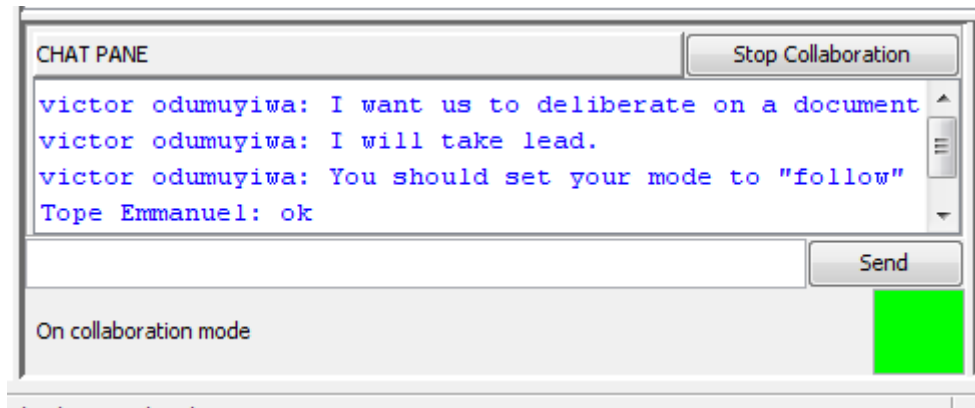 CHAT PANE
Stop Collaboration
victor odumuyiwa: I want us to deliberate on a document
victor odumuyiwa: I will take lead.
victor odumuyiwa: You should set your mode to "follow"
Tope Emmanuel: ok
Send
On collaboration mode